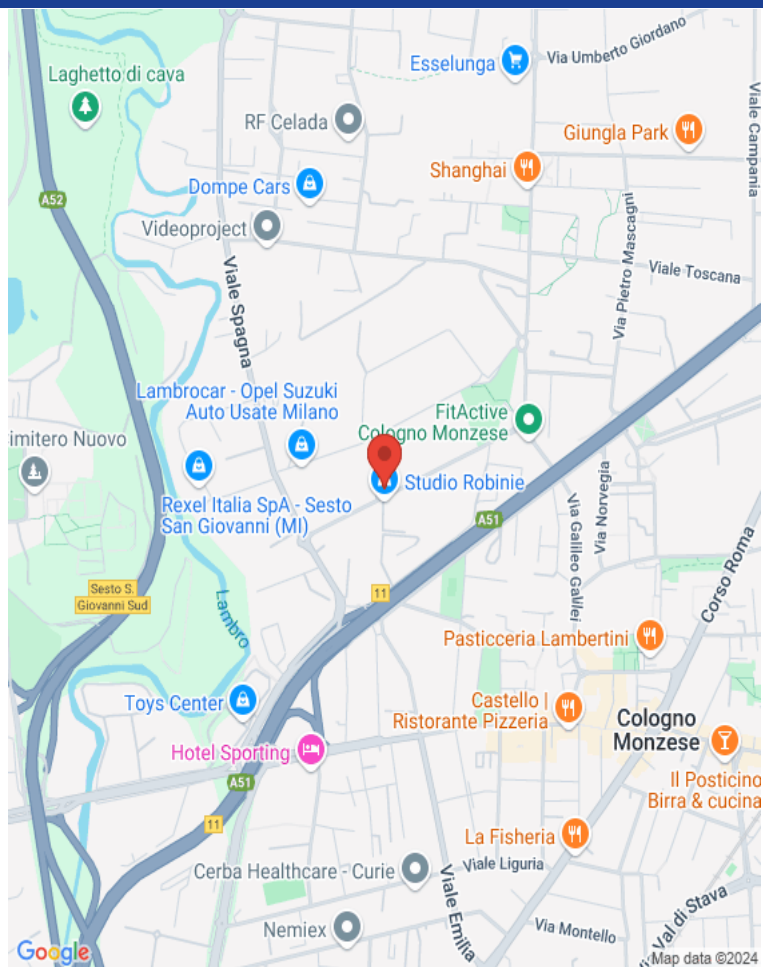 Esselunga
Via Umberto Giordano
Laghetto di cava
RF Celada
Giungla Park
Viale Campania
Shanghai
Dompe Cars
A52
Videoproject
Via Pietro Mascagni
Viale Toscana
Viale Spagna
Lambrocar - Opel Suzuki
Auto Usate Milano
FitActive
Cologno Monzese
imitero Nuovo
Studio Robinie
Rexel Italia SpA - Sesto
San Giovanni (MI)
A51
Via Galileo Galilei
Via Norvegia
Corso Roma
Sesto S.
Giovanni Sud
11
Lambro
Pasticceria Lambertini
Toys Center
Castello |
Ristorante Pizzeria
Cologno
Monzese
Hotel Sporting
A51
Il Posticino
Birra & cucina
11
La Fisheria
Cerba Healthcare - Curie
Viale Liguria
Viale Emilia
Nemiex
Via Montello
Val di Stava
Google
Map data ©2024